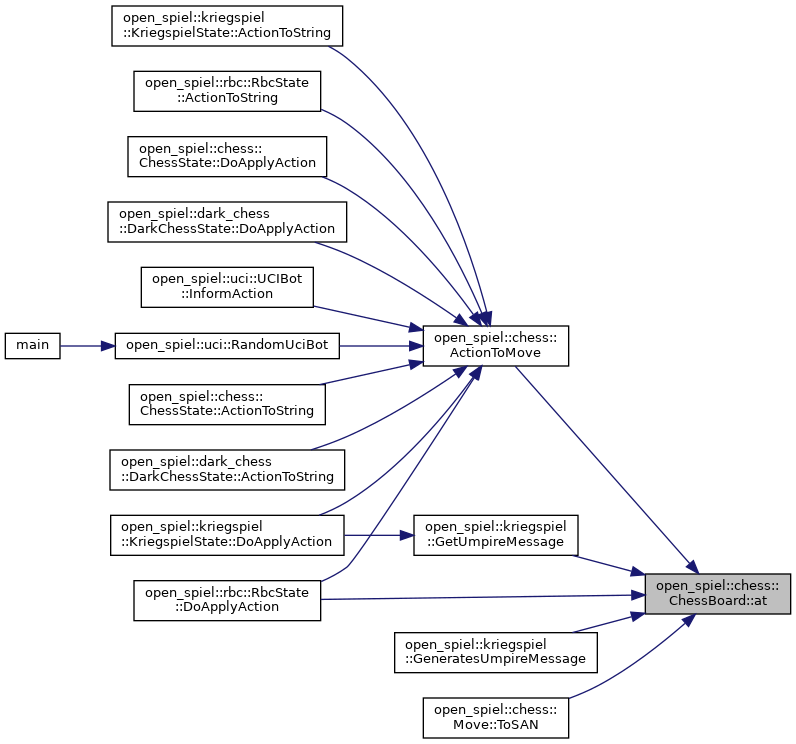 open_spiel::kriegspiel
::KriegspielState::ActionToString
open_spiel::rbc::RbcState
::ActionToString
open_spiel::chess::
ChessState::DoApplyAction
open_spiel::dark_chess
::DarkChessState::DoApplyAction
open_spiel::uci::UCIBot
::InformAction
main
open_spiel::uci::RandomUciBot
open_spiel::chess::
ActionToMove
open_spiel::chess::
ChessState::ActionToString
open_spiel::dark_chess
::DarkChessState::ActionToString
open_spiel::kriegspiel
::KriegspielState::DoApplyAction
open_spiel::kriegspiel
::GetUmpireMessage
open_spiel::rbc::RbcState
::DoApplyAction
open_spiel::chess::
ChessBoard::at
open_spiel::kriegspiel
::GeneratesUmpireMessage
open_spiel::chess::
Move::ToSAN